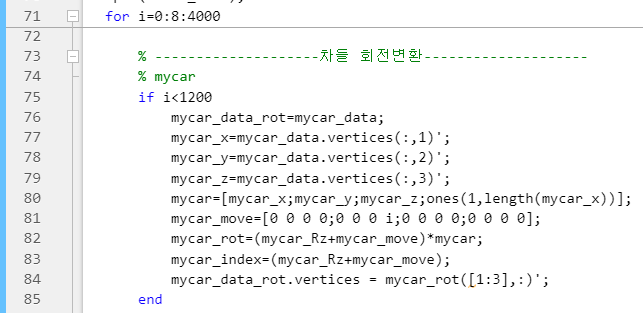 71 for i=0:8:4000
72
73 % --------------------차들 회전변환--------------------
74 % mycar
75 if i<1200
76 mycar_data_rot=mycar_data;
77 mycar_x=mycar_data.vertices(:,1)';
78 mycar_y=mycar_data.vertices(:,2)';
79 mycar_z=mycar_data.vertices(:,3)';
80 mycar=[mycar_x;mycar_y;mycar_z;ones(1,length(mycar_x))];
81 mycar_move=[0 0 0 0;0 0 0 i;0 0 0 0;0 0 0 0];
82 mycar_rot=(mycar_Rz+mycar_move)*mycar;
83 mycar_index=(mycar_Rz+mycar_move);
84 mycar_data_rot.vertices = mycar_rot([1:3],:)';
85 end